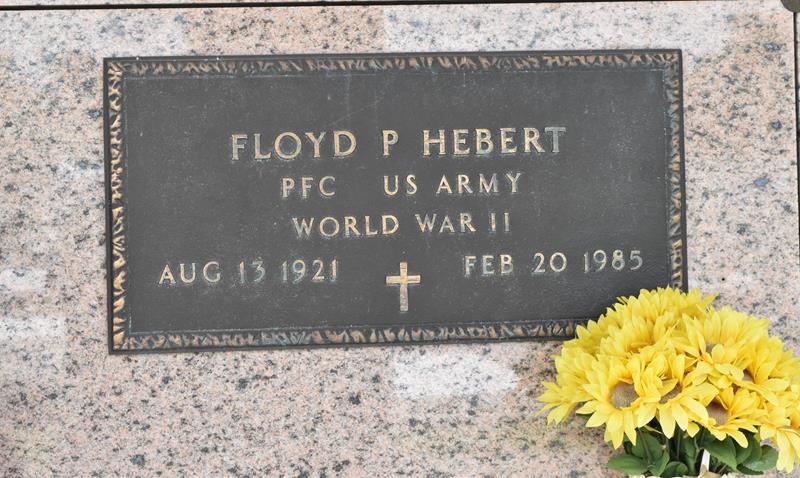 FLOYD P HEBERT
PFC US ARMY
WORLD WAR II
AUG 13 1921 FEB 20 1985